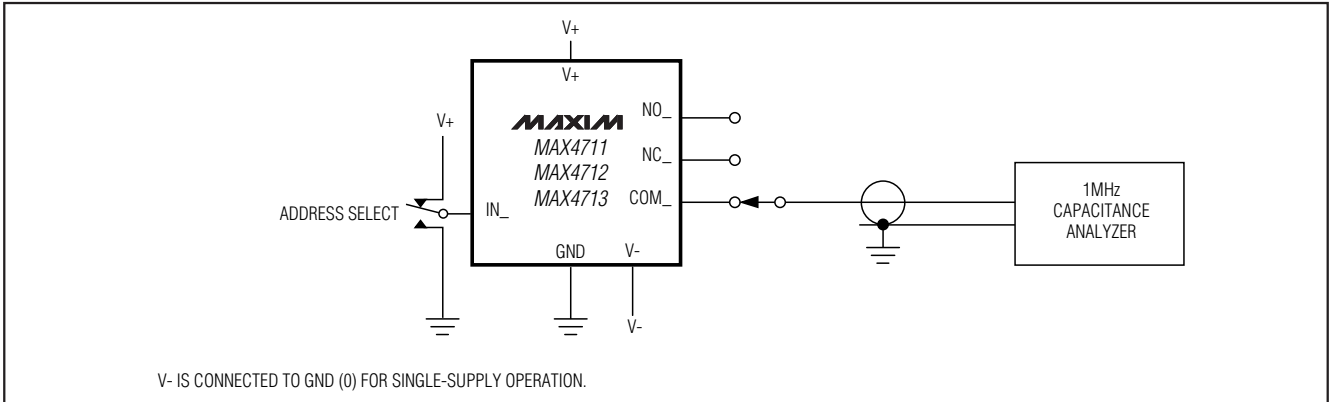 V+
V+
V+
MAXIM
MAX4711
MAX4712
MAX4713
NO_
NC_
COM_
ADDRESS SELECT
IN_
GND
V-
V-
1MHz
CAPACITANCE
ANALYZER
V- IS CONNECTED TO GND (0) FOR SINGLE-SUPPLY OPERATION.